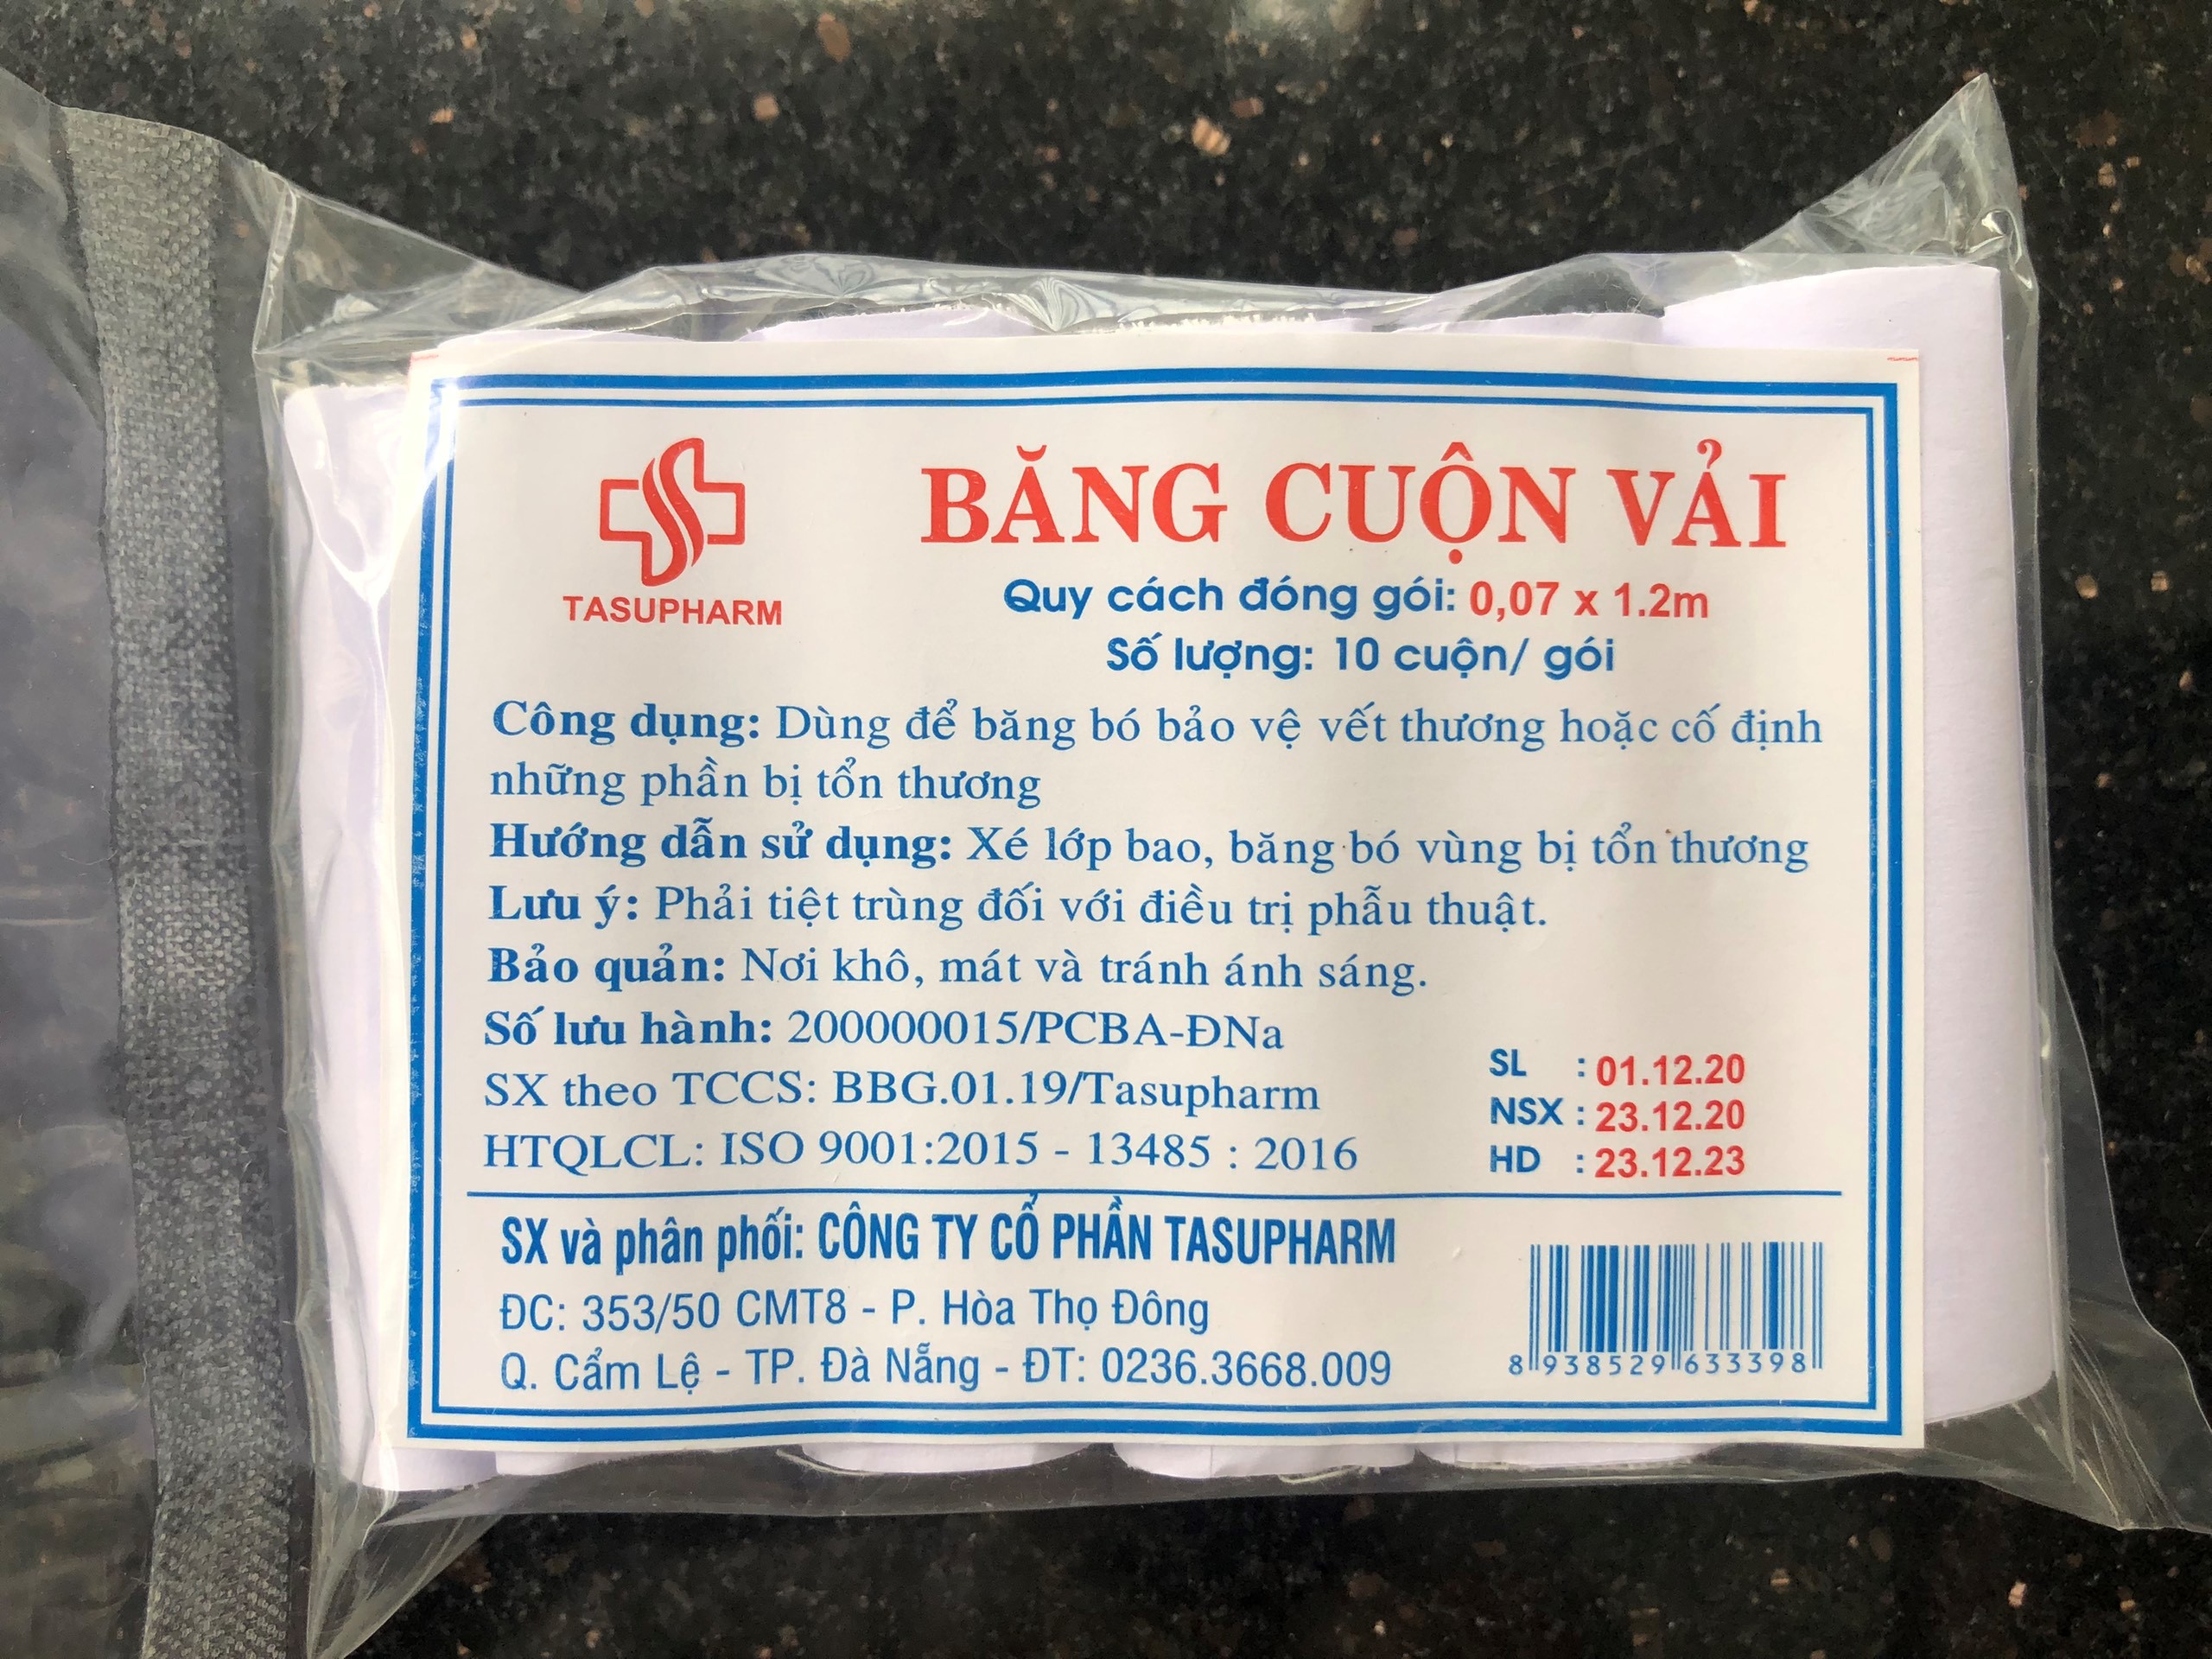 TASUPHARM
BĂNG CUỘN VẢI
Quy cách đóng gói: 0,07 x 1.2m
Số lượng: 10 cuộn/ gói
Công dụng: Dùng để băng bó bảo vệ vết thương hoặc cố định
những phần bị tổn thương
Hướng dẫn sử dụng: Xé lớp bao, băng bó vùng bị tổn thương
Lưu ý: Phải tiệt trùng đối với điều trị phẫu thuật.
Bảo quản: Nơi khô, mát và tránh ánh sáng.
Số lưu hành: 200000015/PCBA-ĐNa
SX theo TCCS: BBG.01.19/Tasupharm
HTQLCL: ISO 9001:2015 - 13485 : 2016
SL : 01.12.20
NSX : 23.12.20
HD : 23.12.23
SX và phân phối: CÔNG TY CỔ PHẦN TASUPHARM
ĐC: 353/50 CMT8 - P. Hòa Thọ Đông
Q. Cẩm Lệ - TP. Đà Nẵng - ĐT: 0236.3668.009
8 938529 633398